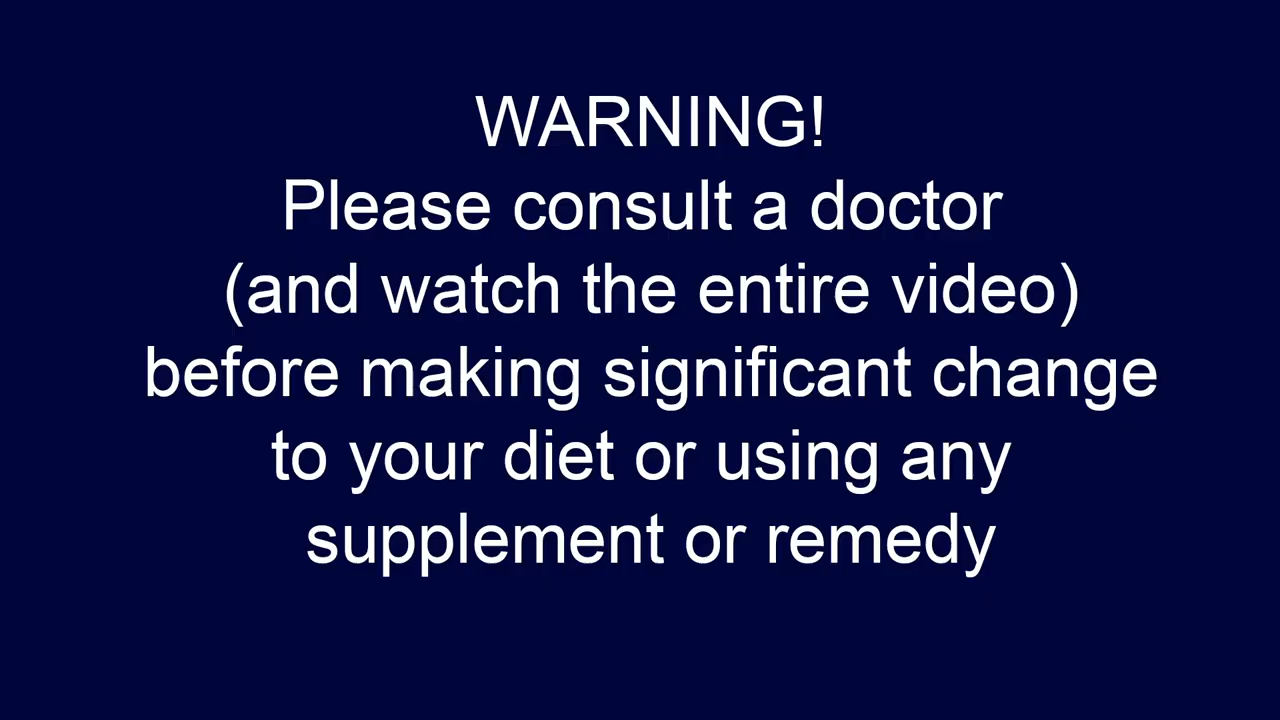 WARNING!
Please consult a doctor
(and watch the entire video)
before making significant change
to your diet or using any
supplement or remedy